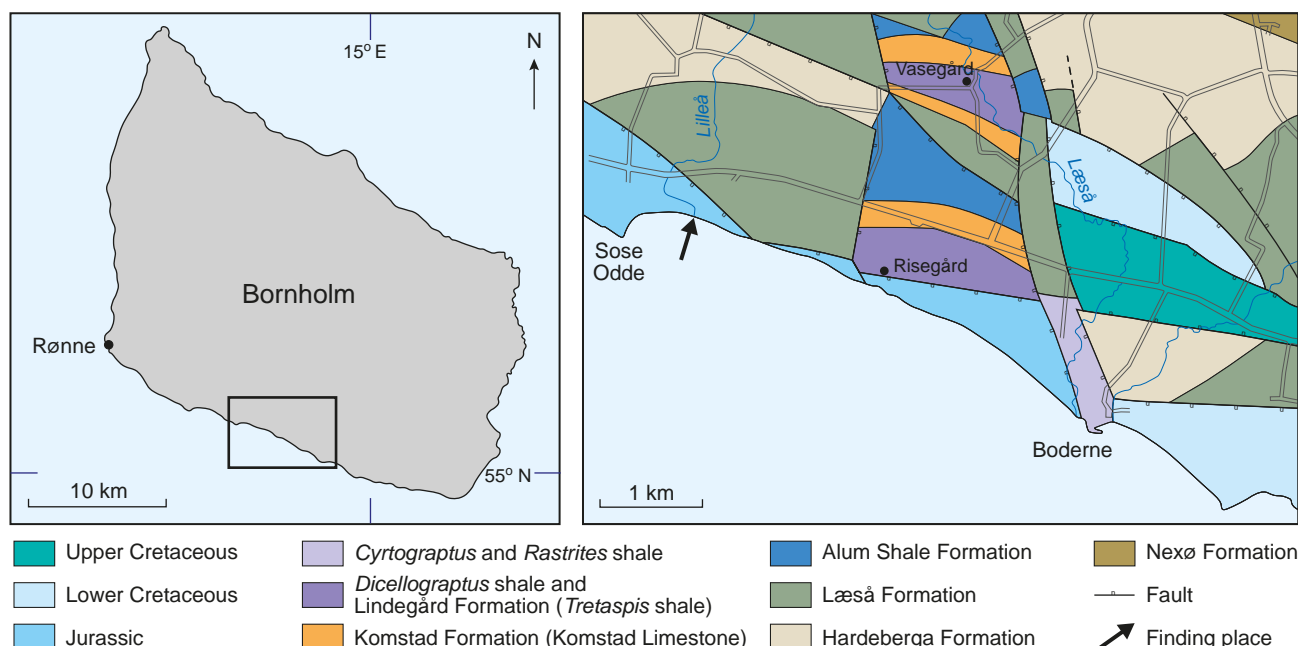 15° E
N
Bornholm
Rønne
55° N
10 km
Vasegård
Lilleå
Læså
Sose
Odde
Risegård
Boderne
1 km
Upper Cretaceous
Lower Cretaceous
Jurassic
Cyrtograptus and Rastrites shale
Dicellograptus shale and
Lindegård Formation (Tretaspis shale)
Komstad Formation (Komstad Limestone)
Alum Shale Formation
Læså Formation
Hardeberga Formation
Nexø Formation
Fault
Finding place